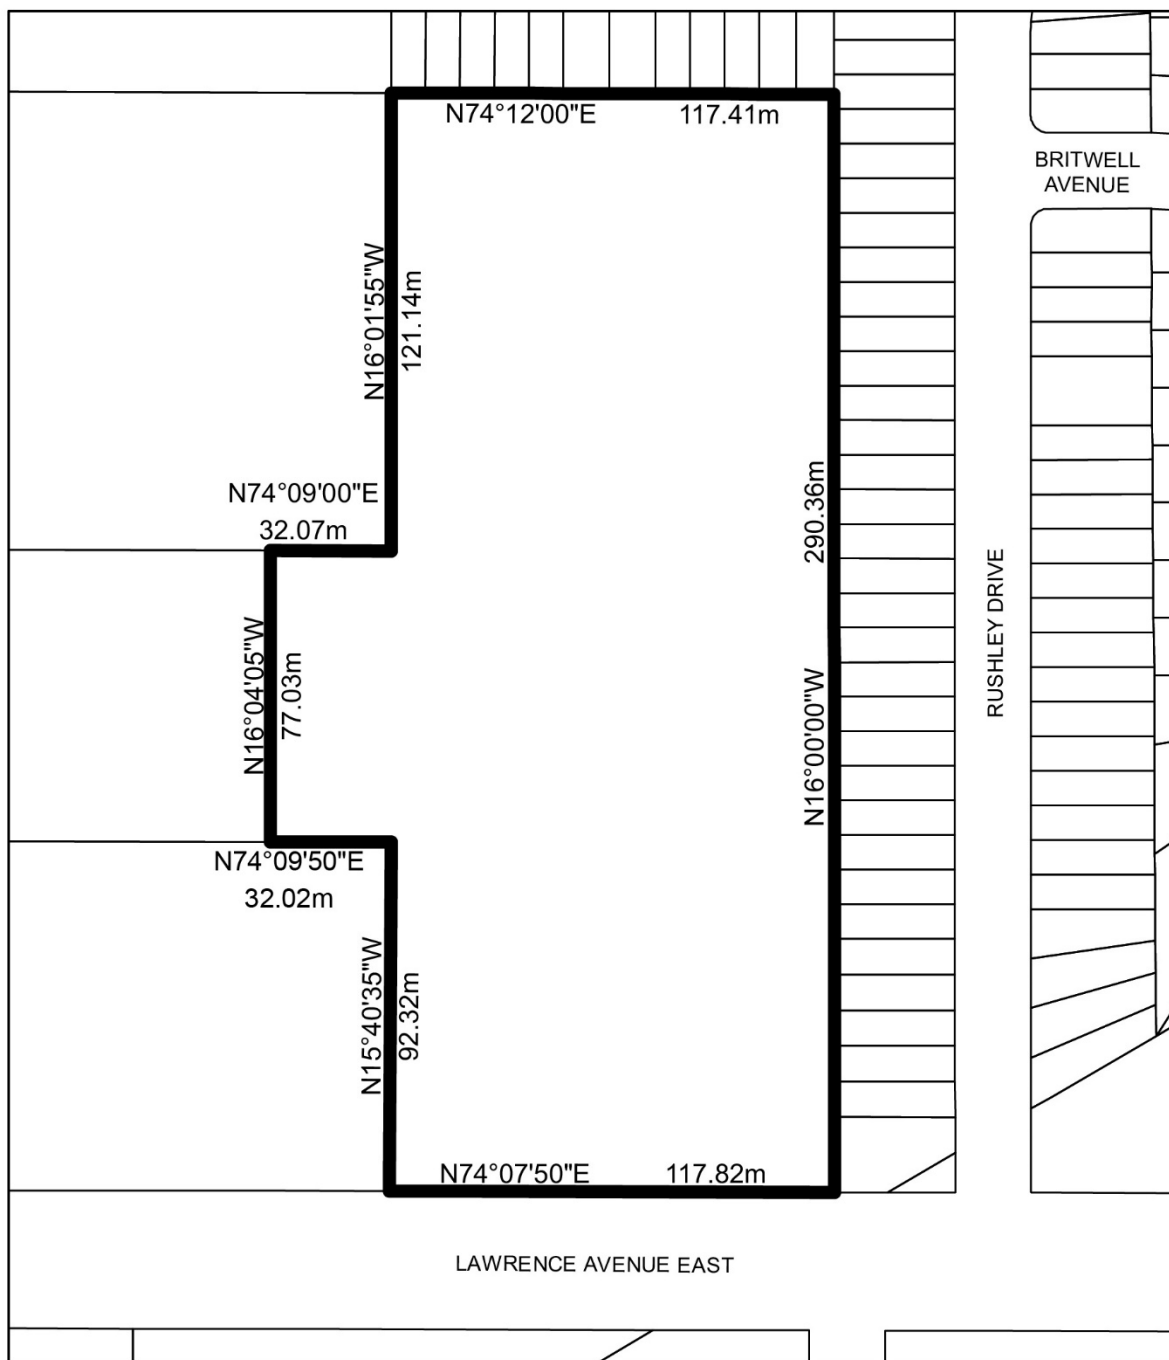 N74°12'00"E 117.41m
BRITWELL
AVENUE
N16°01'55"W
121.14m
N74°09'00"E
32.07m
290.36m
N16°00'00"W
RUSHLEY DRIVE
N16°04'05"W
77.03m
N74°09'50"E
32.02m
N15°40'35"W
92.32m
N74°07'50"E 117.82m
LAWRENCE AVENUE EAST